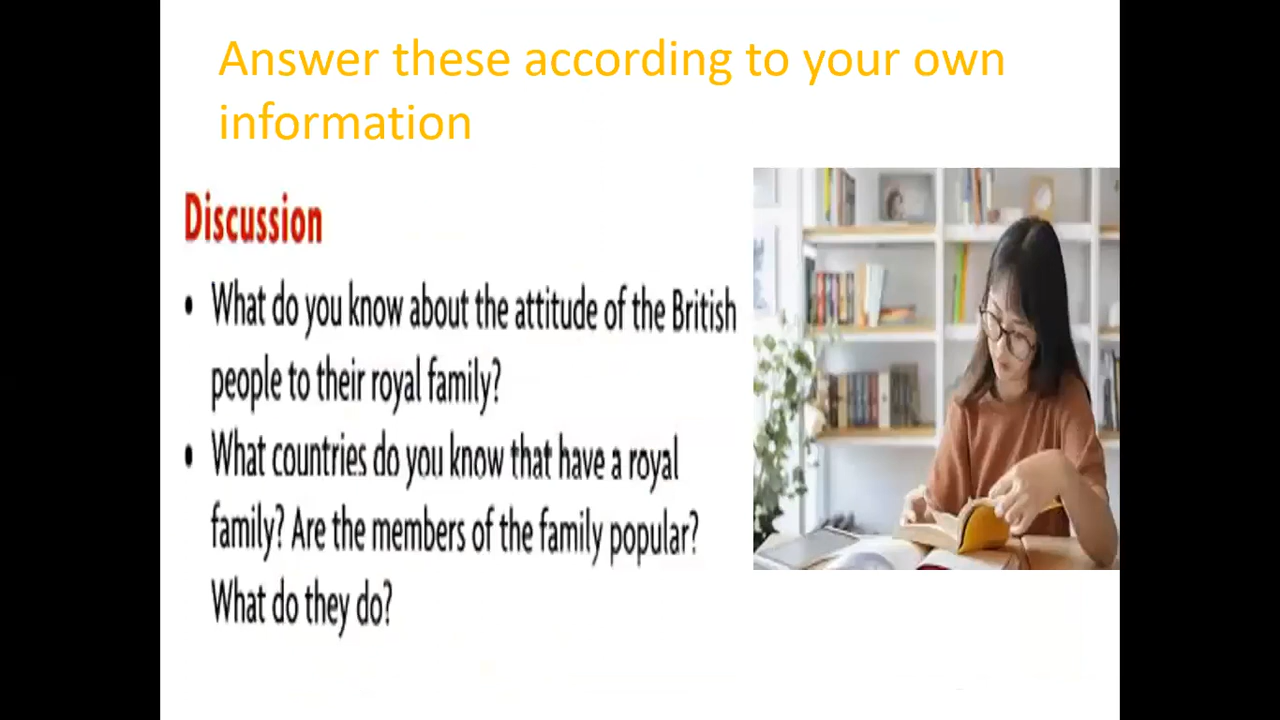 Answer these according to your own
information
Discussion
• What do you know about the attitude of the British
people to their royal family?
• What countries do you know that have a royal
family? Are the members of the family popular?
What do they do?